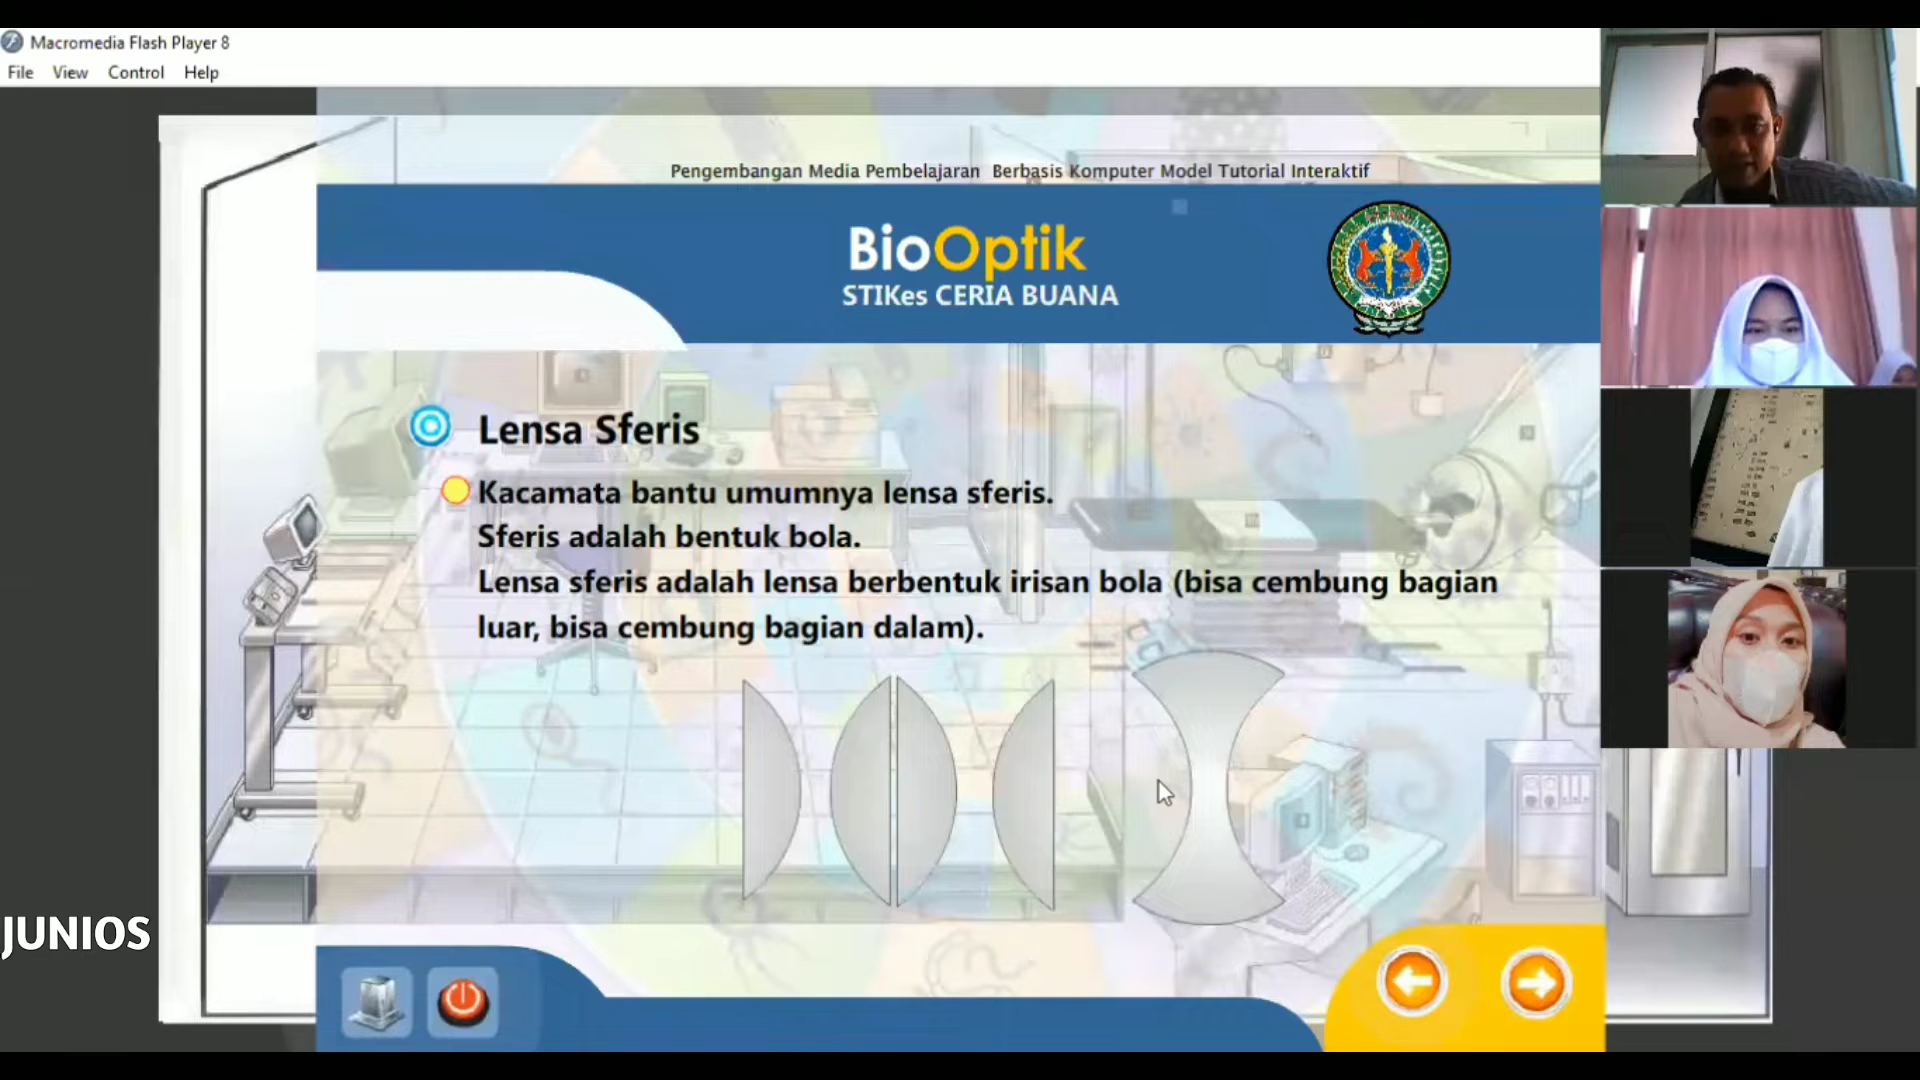 Macromedia Flash Player 8
File View Control Help
Pengembangan Media Pembelajaran Berbasis Komputer Model Tutorial Interaktif
BioOptik
STIKes CERIA BUANA
Lensa Sferis
Kacamata bantu umumnya lensa sferis.
Sferis adalah bentuk bola.
Lensa sferis adalah lensa berbentuk irisan bola (bisa cembung bagian
luar, bisa cembung bagian dalam).
JUNIOS